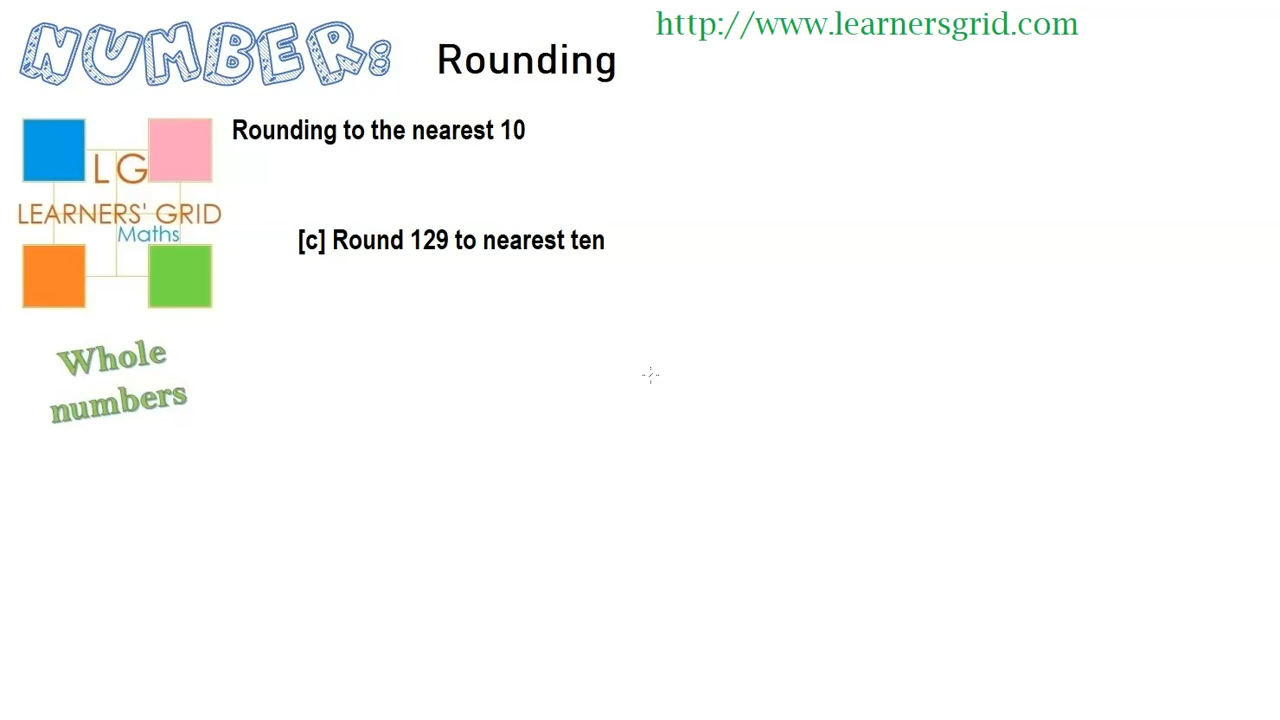 NUMBER:
Rounding
http://www.learnersgrid.com
Rounding to the nearest 10
LG
LEARNERS' GRID
Maths
[c] Round 129 to nearest ten
Whole
numbers